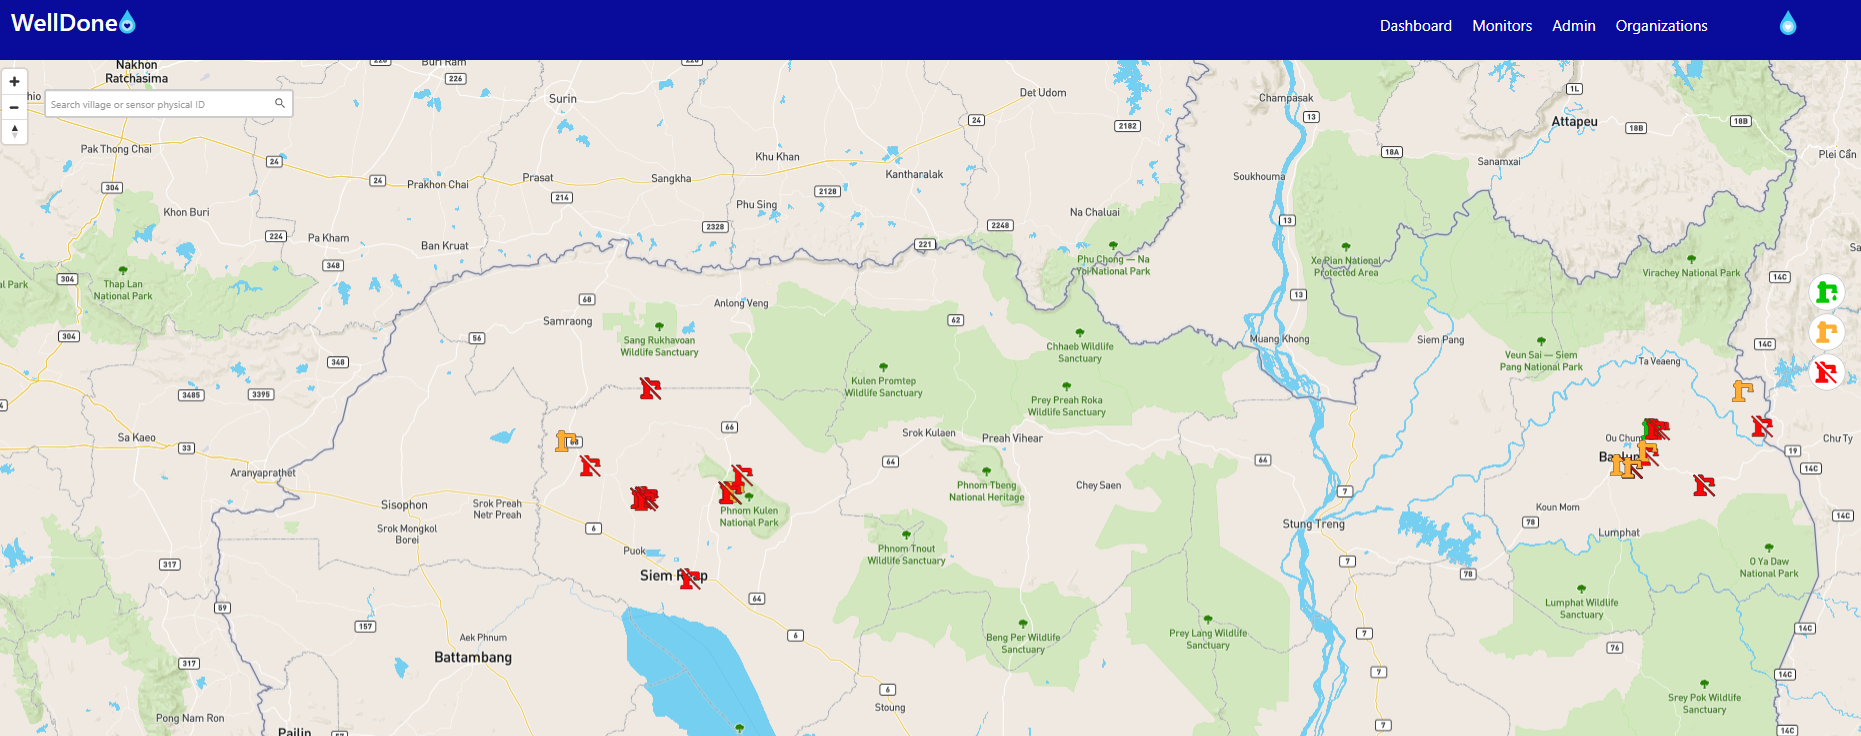 WellDone
Dashboard Monitors Admin Organizations
Search village or sensor physical ID
Nakhon
Ratchasima
Buri Ram
226
Surin
Det Udom
Champasak
1L
24
2182
13
Attapeu
18B
18B
Pak Thong Chai
24
Khu Khan
18A
Sanamxai
Plei Cần
304
24
Prakhon Chai
Prasat
Sangkha
Kantharalak
Soukhouma
214
2128
Khon Buri
Phu Sing
Na Chaluai
13
224
Pa Kham
Ban Kruat
2328
2248
221
348
304
Thap Lan
National Park
Phu Chong — Na
Yoi National Park
Xe Pian National
Protected Area
Virachey National Park
14C
68
Anlong Veng
13
Samraong
62
304
56
Sang Rukhavoan
Wildlife Sanctuary
Chhaeb Wildlife
Sanctuary
Muang Khong
Siem Pang
14C
Veun Sai — Siem
Pang National Park
Ta Veaeng
348
Kulen Promtep
Wildlife Sanctuary
3485
3395
Prey Preah Roka
Wildlife Sanctuary
66
Sa Kaeo
33
68
Srok Kulaen
Preah Vihear
Ou Chum
Chư Ty
19
Aranyaprathet
64
64
14C
Phnom Tbeng
National Heritage
Chey Saen
7
Sisophon
Srok Preah
Netr Preah
Phnom Kulen
National Park
Koun Mom
14C
Srok Mongkol
Borei
6
Stung Treng
78
Lumphat
Puok
Phnom Tnout
Wildlife Sanctuary
317
Siem
7
78
O Ya Daw
National Park
59
64
Lumphat Wildlife
Sanctuary
157
Aek Phnum
6
Beng Per Wildlife
Sanctuary
Prey Lang Wildlife
Sanctuary
7
14C
317
Battambang
76
7
14C
6
Stoung
Srey Pok Wildlife
Sanctuary
Pong Nam Ron
7
14C
Pailin
57